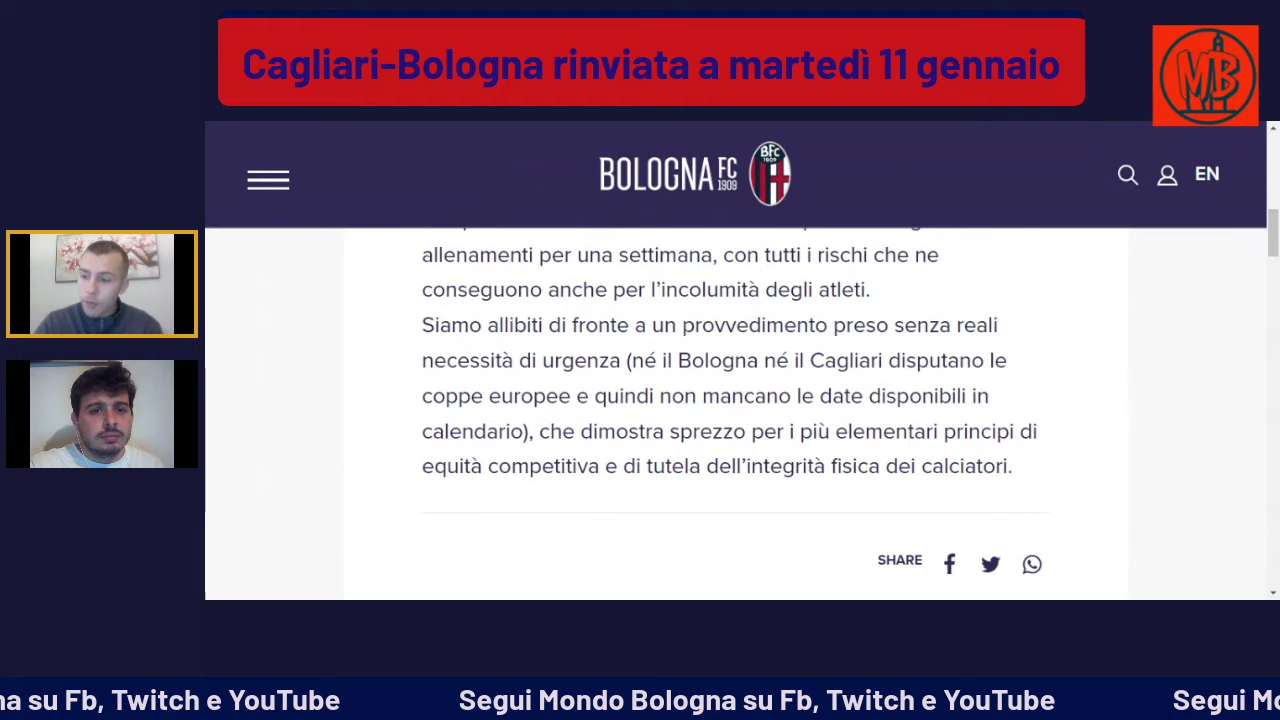 Cagliari-Bologna rinviata a martedì 11 gennaio
MB
BOLOGNA FC 1909
BFC
1909
EN
allenamenti per una settimana, con tutti i rischi che ne
conseguono anche per l’incolumità degli atleti.
Siamo allibiti di fronte a un provvedimento preso senza reali
necessità di urgenza (né il Bologna né il Cagliari disputano le
coppe europee e quindi non mancano le date disponibili in
calendario), che dimostra sprezzo per i più elementari principi di
equità competitiva e di tutela dell’integrità fisica dei calciatori.
SHARE
na su Fb, Twitch e YouTube Segui Mondo Bologna su Fb, Twitch e YouTube Segui Mo